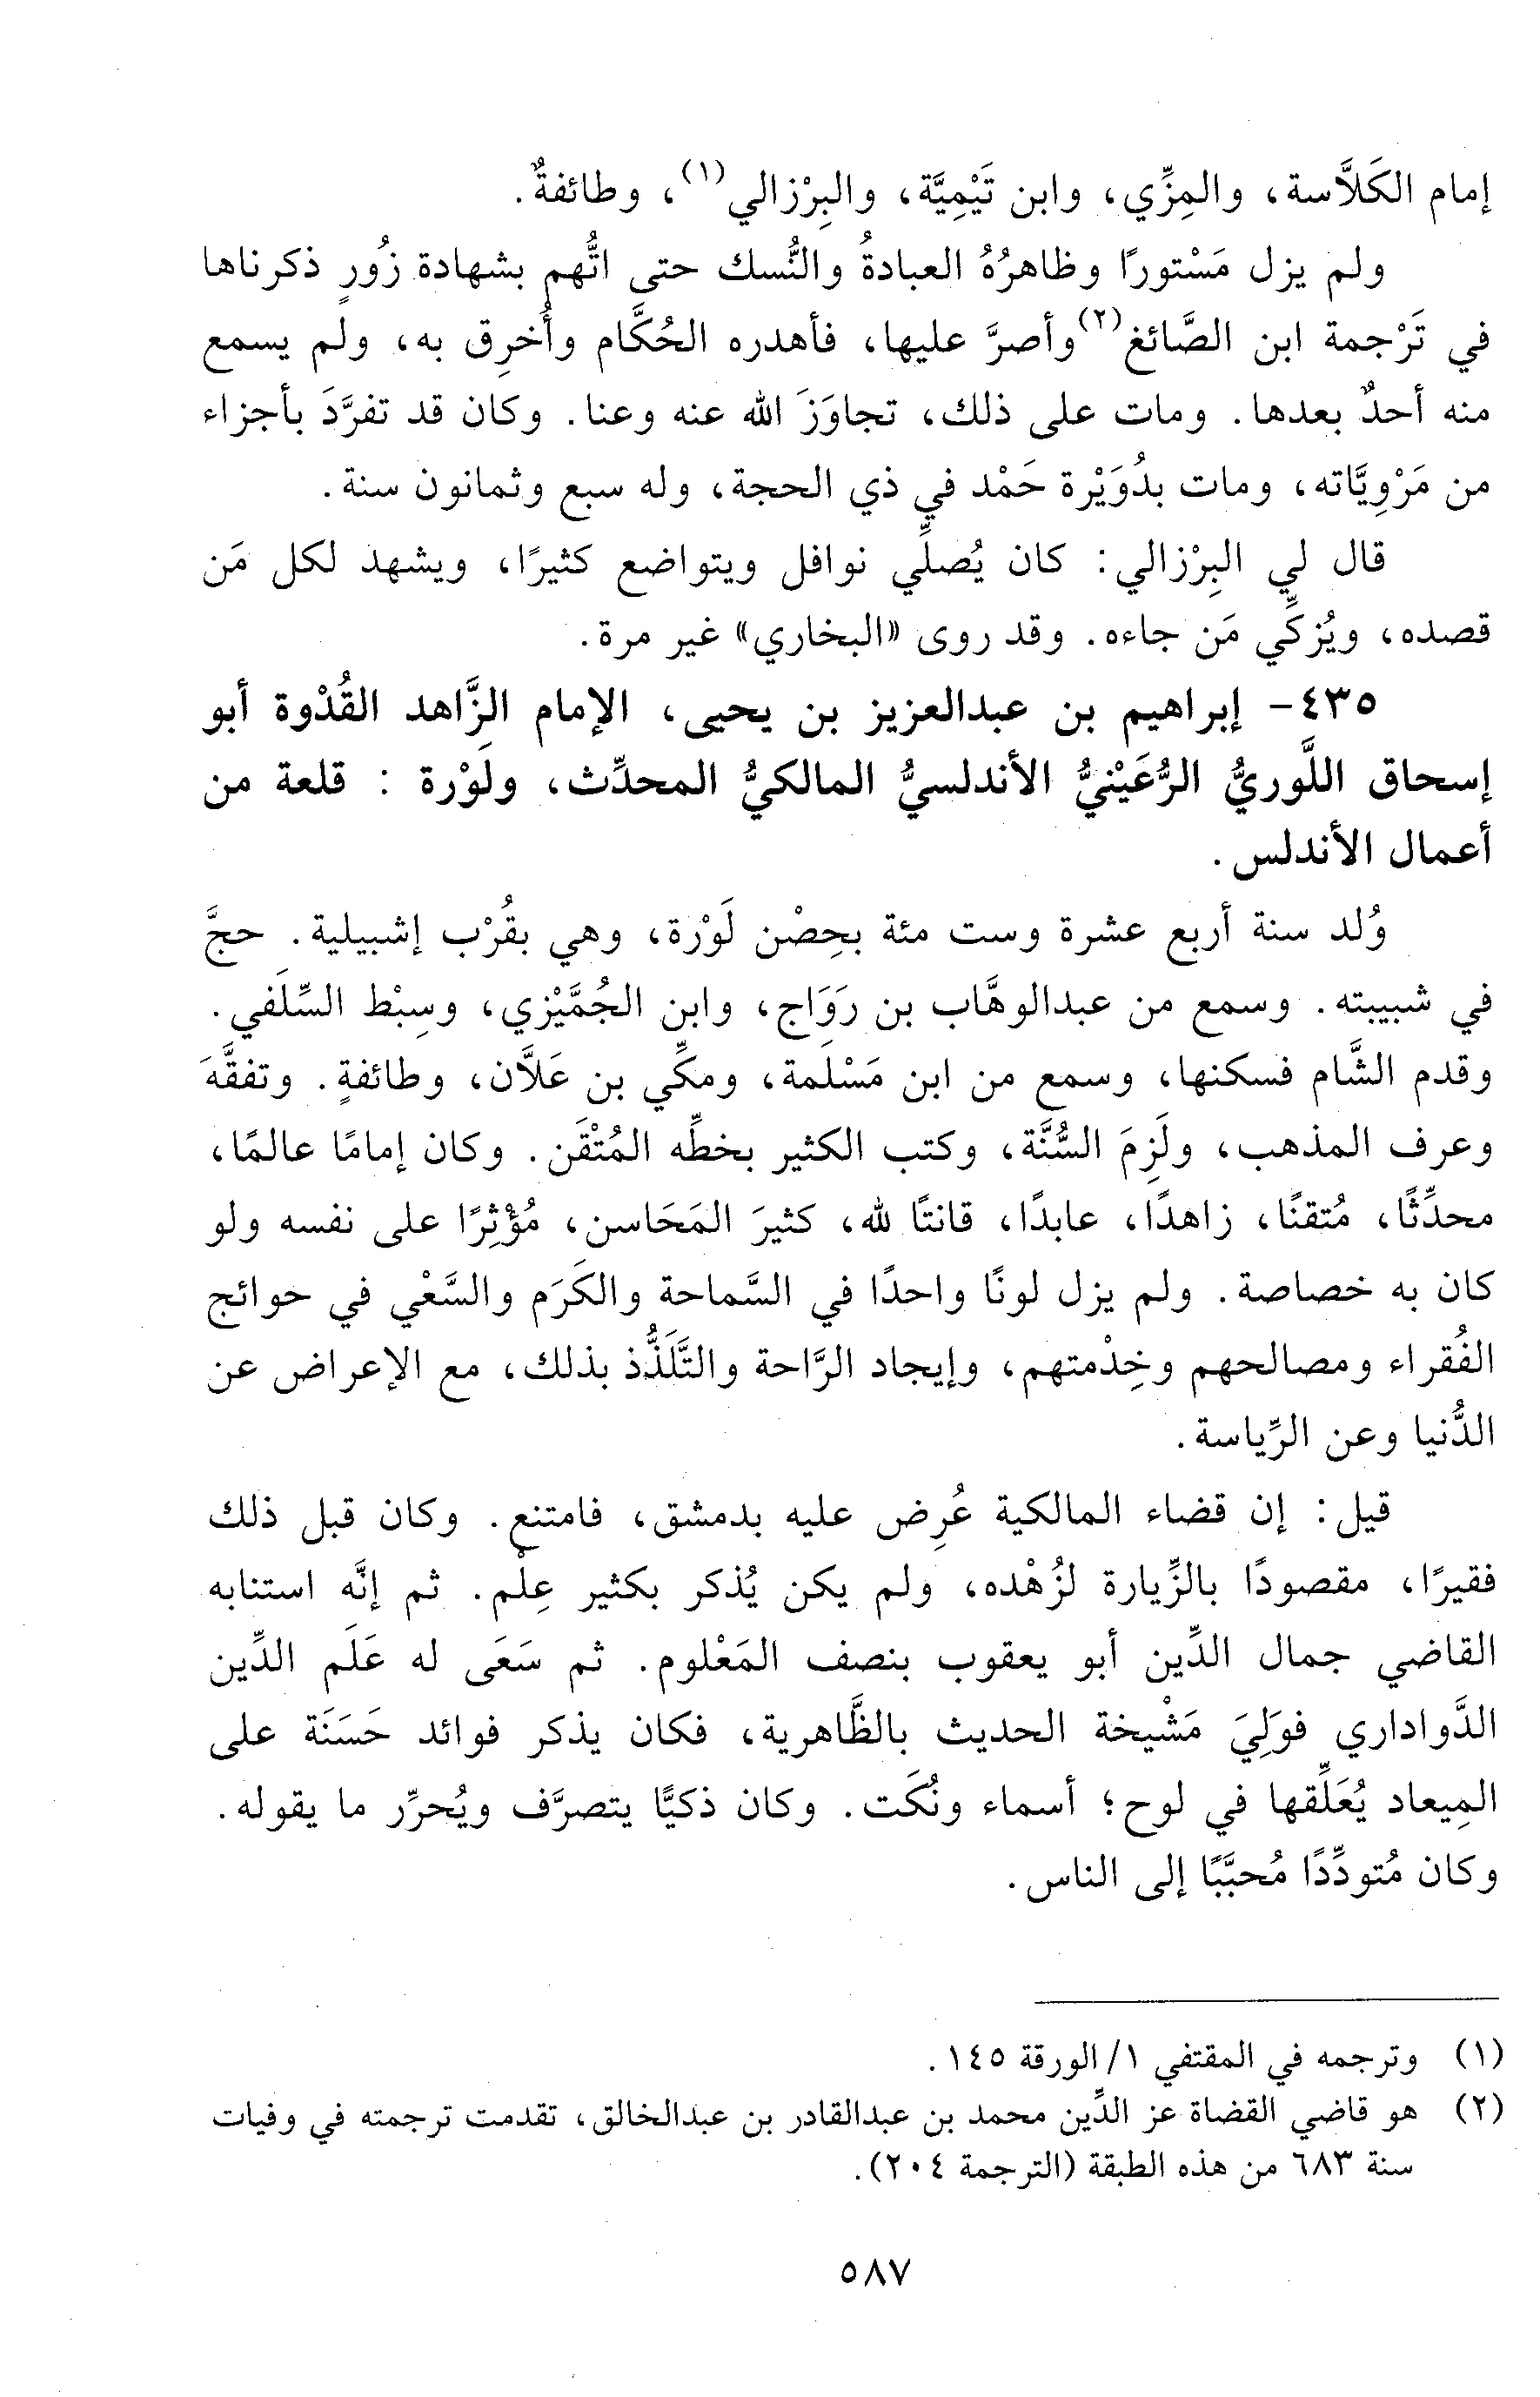 إمام الكَلاَّسة، والمِزِّي، وابن تَيْمِيَّة، والبِرْزالي(١)، وطائفةٌ.
ولم يزل مَسْتورًا وظاهرُهُ العبادةُ والنُّسك حتى اتُّهم بشهادة زُورٍ ذكرناها
في تَرْجمة ابن الصَّائغ(٢) وأصرَّ عليها، فأهدره الحُكَّام وأُخرِق به، ولم يسمع
منه أحدٌ بعدها. ومات على ذلك، تجاوَزَ الله عنه وعنا. وكان قد تفرَّدَ بأجزاء
من مَرْوِيَّاته، ومات بدُوَيْرة حَمْد في ذي الحجة، وله سبع وثمانون سنة.
قال لي البِرْزالي: كان يُصلِّي نوافل ويتواضع كثيرًا، ويشهد لكل مَن
قصده، ويُزكِّي مَن جاءه. وقد روى «البخاري» غير مرة.
٤٣٥- إبراهيم بن عبدالعزيز بن يحيى، الإمام الزَّاهد القُدْوة أبو
إسحاق اللَّوريُّ الرُّعَيْنيُّ الأندلسيُّ المالكيُّ المحدِّث، ولَوْرة : قلعة من
أعمال الأندلس.
وُلد سنة أربع عشرة وست مئة بحِصْن لَوْرة، وهي بقُرْب إشبيلية. حجَّ
في شبيبته. وسمع من عبدالوهَّاب بن رَوَاج، وابن الجُمَّيْزي، وسِبْط السِّلَفي.
وقدم الشَّام فسكنها، وسمع من ابن مَسْلَمة، ومكِّي بن عَلاَّن، وطائفةٍ. وتفقَّهَ
وعرف المذهب، ولَزِمَ السُّنَّة، وكتب الكثير بخطِّه المُتْقَن. وكان إمامًا عالمًا،
محدِّثًا، مُتقنًا، زاهدًا، عابدًا، قانتًا لله، كثيرَ المَحَاسن، مُؤْثِرًا على نفسه ولو
كان به خصاصة. ولم يزل لونًا واحدًا في السَّماحة والكَرَم والسَّعْي في حوائج
الفُقراء ومصالحهم وخِدْمتهم، وإيجاد الرَّاحة والتَّلَذُّذ بذلك، مع الإعراض عن
الدُّنيا وعن الرِّياسة.
قيل: إن قضاء المالكية عُرِض عليه بدمشق، فامتنع. وكان قبل ذلك
فقيرًا، مقصودًا بالزِّيارة لزُهْده، ولم يكن يُذكر بكثير عِلْم. ثم إنَّه استنابه
القاضي جمال الدِّين أبو يعقوب بنصف المَعْلوم. ثم سَعَى له عَلَم الدِّين
الدَّواداري فوَلِيَ مَشْيخة الحديث بالظَّاهرية، فكان يذكر فوائد حَسَنَة على
المِيعاد يُعَلِّقها في لوح؛ أسماء ونُكَت. وكان ذكيًّا يتصرَّف ويُحرِّر ما يقوله.
وكان مُتودِّدًا مُحبَّبًا إلى الناس.
(١) وترجمه في المقتفي ١/ الورقة ١٤٥.
(٢) هو قاضي القضاة عز الدِّين محمد بن عبدالقادر بن عبدالخالق، تقدمت ترجمته في وفيات
سنة ٦٨٣ من هذه الطبقة (الترجمة ٢٠٤).
٥٨٧